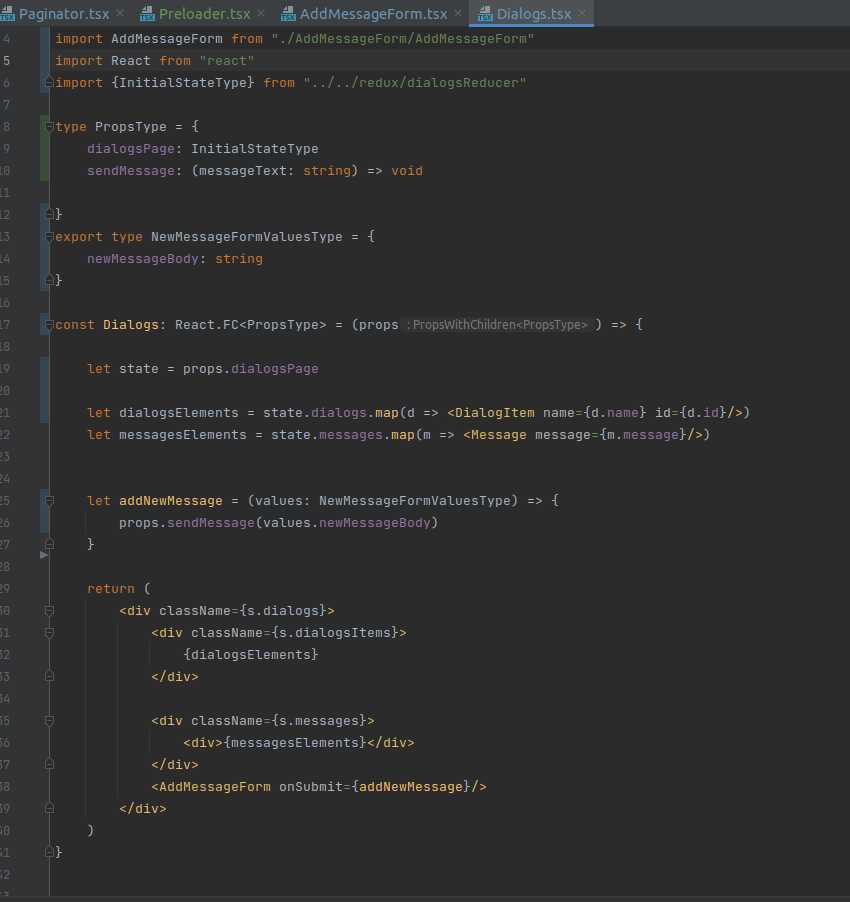 Paginator.tsx Preloader.tsx AddMessageForm.tsx Dialogs.tsx
4 import AddMessageForm from "./AddMessageForm/AddMessageForm"
5 import React from "react"
6 import {InitialStateType} from "../../redux/dialogsReducer"
7
8 type PropsType = {
9 dialogsPage: InitialStateType
10 sendMessage: (messageText: string) => void
11
12 }
13 export type NewMessageFormValuesType = {
14 newMessageBody: string
15 }
16
17 const Dialogs: React.FC<PropsType> = (props : PropsWithChildren<PropsType> ) => {
18
19 let state = props.dialogsPage
20
21 let dialogsElements = state.dialogs.map(d => <DialogItem name={d.name} id={d.id}/>)
22 let messagesElements = state.messages.map(m => <Message message={m.message}/>)
23
24
25 let addNewMessage = (values: NewMessageFormValuesType) => {
26 props.sendMessage(values.newMessageBody)
27 }
28
29 return (
30 <div className={s.dialogs}>
31 <div className={s.dialogsItems}>
32 {dialogsElements}
33 </div>
34
35 <div className={s.messages}>
36 <div>{messagesElements}</div>
37 </div>
38 <AddMessageForm onSubmit={addNewMessage}/>
39 </div>
40 )
41 }
42